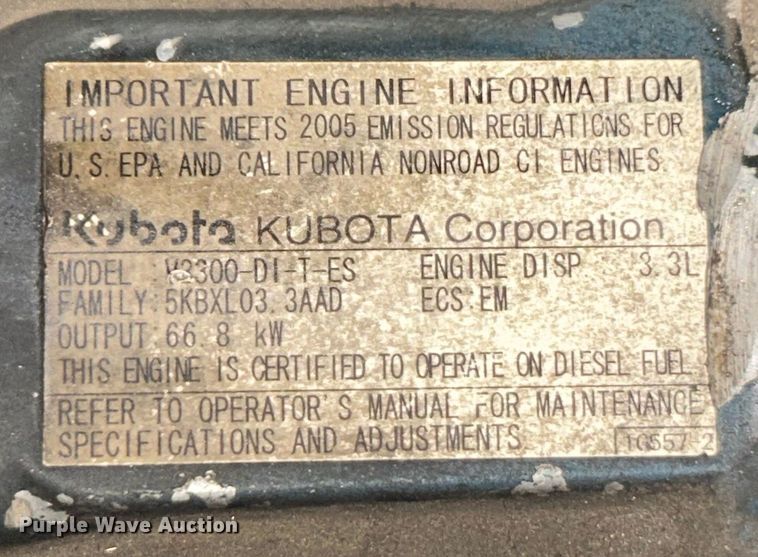 IMPORTANT ENGINE INFORMATION
THIS ENGINE MEETS 2005 EMISSION REGULATIONS FOR
U.S. EPA AND CALIFORNIA NONROAD CI ENGINES.
Kubota KUBOTA Corporation
MODEL :V3300-DI-T-ES ENGINE DISP : 3.3L
FAMILY:5KBXL03.3AAD ECS:EM
OUTPUT:66.8 kW
THIS ENGINE IS CERTIFIED TO OPERATE ON DIESEL FUEL.
REFER TO OPERATOR'S MANUAL FOR MAINTENANCE
SPECIFICATIONS AND ADJUSTMENTS 1G557-2
Purple Wave Auction